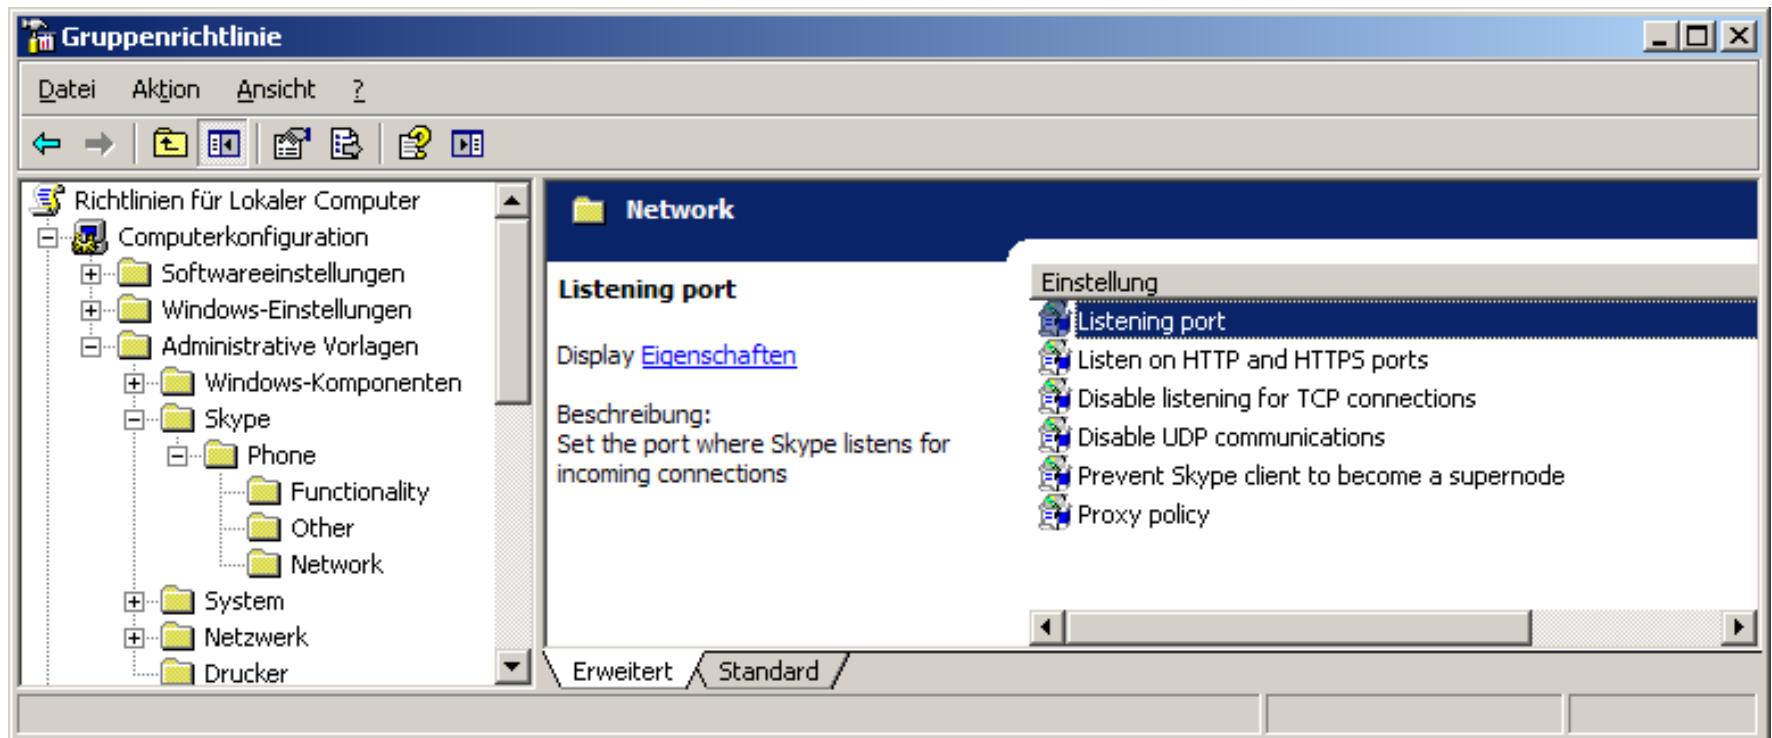 Gruppenrichtlinie
Datei Aktion Ansicht ?
Richtlinien für Lokaler Computer
Computerkonfiguration
Softwareeinstellungen
Windows-Einstellungen
Administrative Vorlagen
Windows-Komponenten
Skype
Phone
Functionality
Other
Network
System
Netzwerk
Drucker
Network
Listening port
Display Eigenschaften
Beschreibung:
Set the port where Skype listens for
incoming connections
Einstellung
Listening port
Listen on HTTP and HTTPS ports
Disable listening for TCP connections
Disable UDP communications
Prevent Skype client to become a supernode
Proxy policy
Erweitert Standard